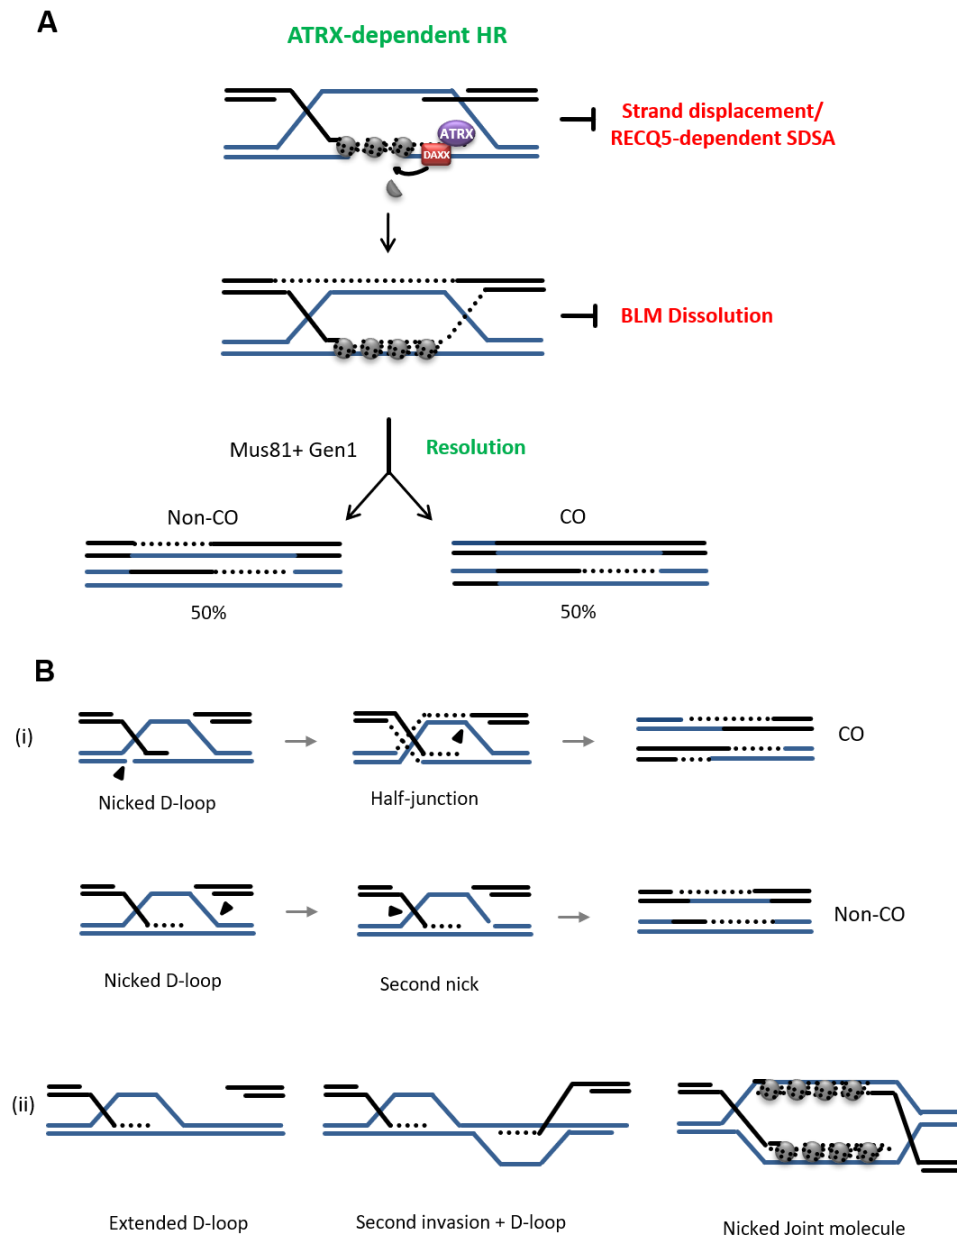 A
ATRX-dependent HR
ATRX
DAXX
Strand displacement/
RECQ5-dependent SDSA
BLM Dissolution
Mus81+ Gen1
Resolution
Non-CO
CO
50%
50%
B
(i)
CO
Nicked D-loop
Half-junction
Non-CO
Nicked D-loop
Second nick
(ii)
Extended D-loop
Second invasion + D-loop
Nicked Joint molecule